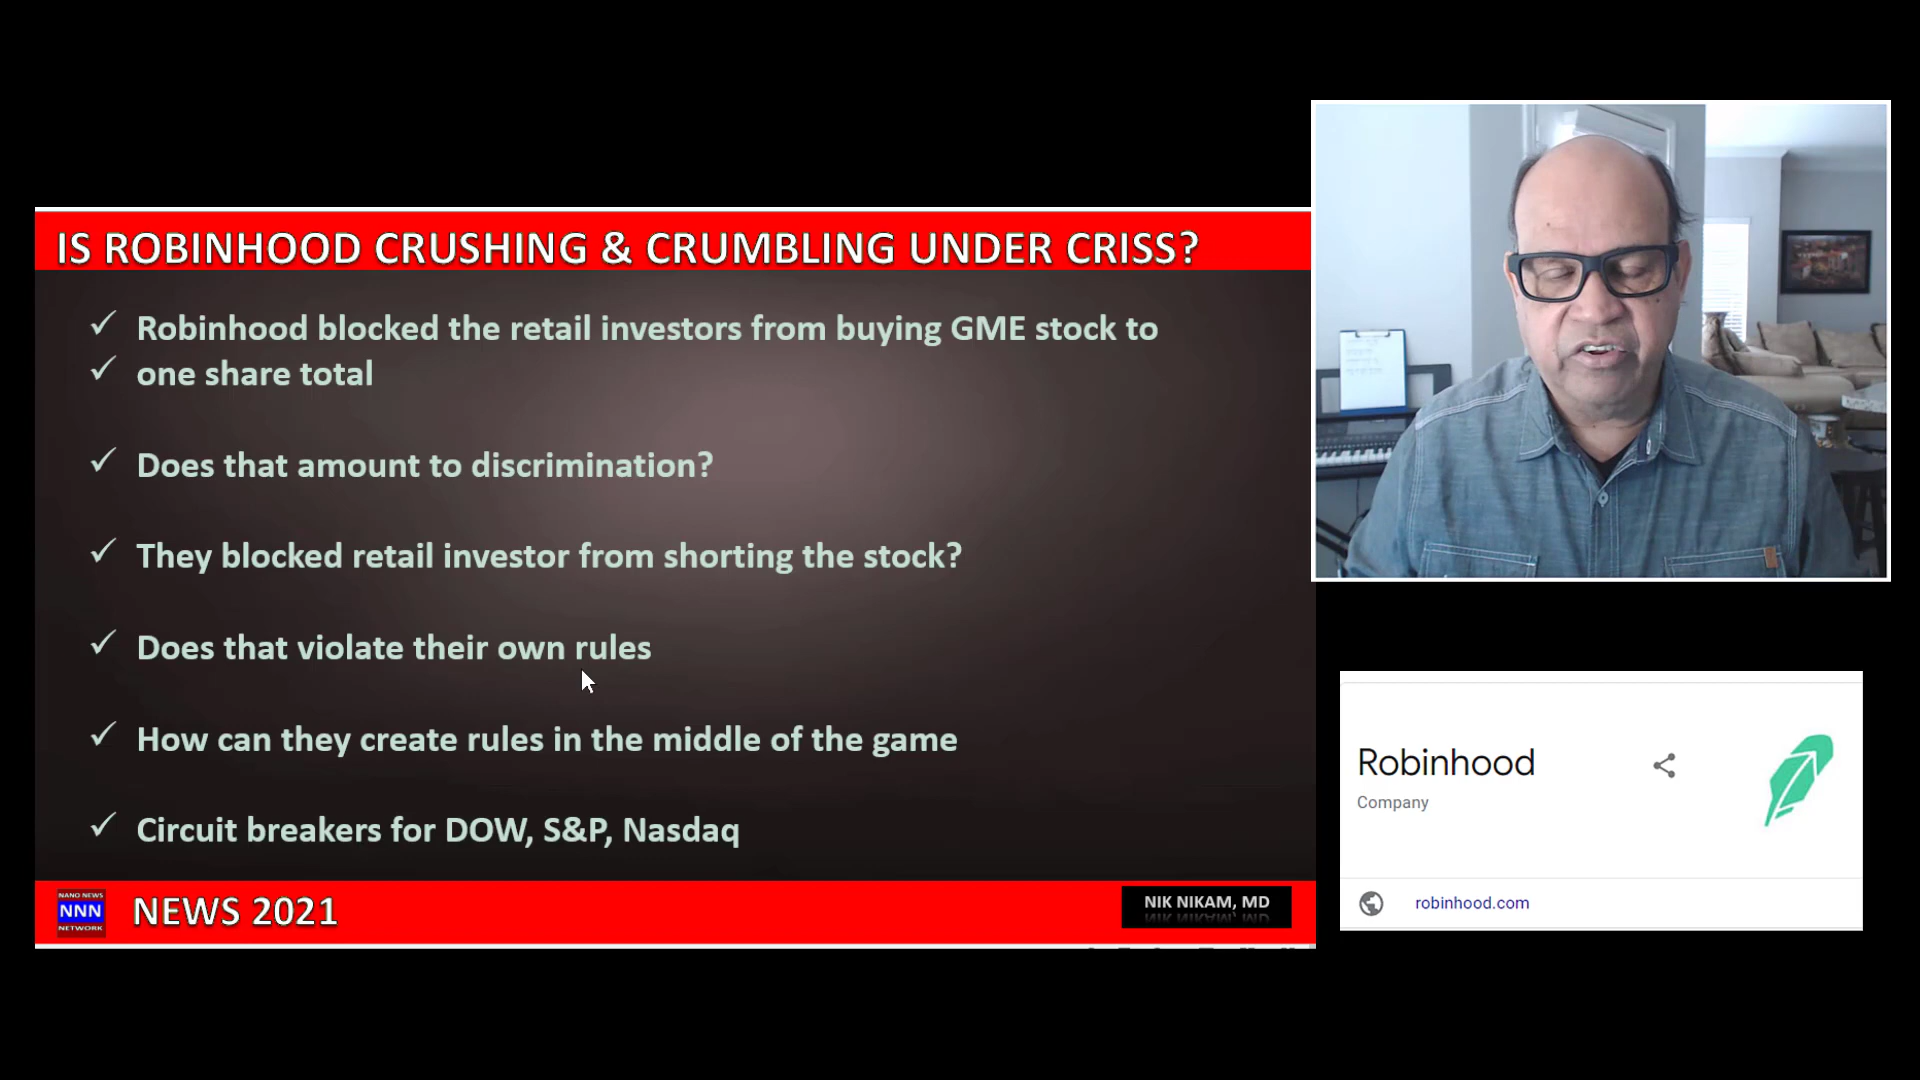 IS ROBINHOOD CRUSHING & CRUMBLING UNDER CRISS?
Robinhood blocked the retail investors from buying GME stock to
one share total
Does that amount to discrimination?
They blocked retail investor from shorting the stock?
Does that violate their own rules
How can they create rules in the middle of the game
Circuit breakers for DOW, S&P, Nasdaq
NANO NEWS
NNN
NETWORK
NEWS 2021
NIK NIKAM, MD
Robinhood
Company
robinhood.com